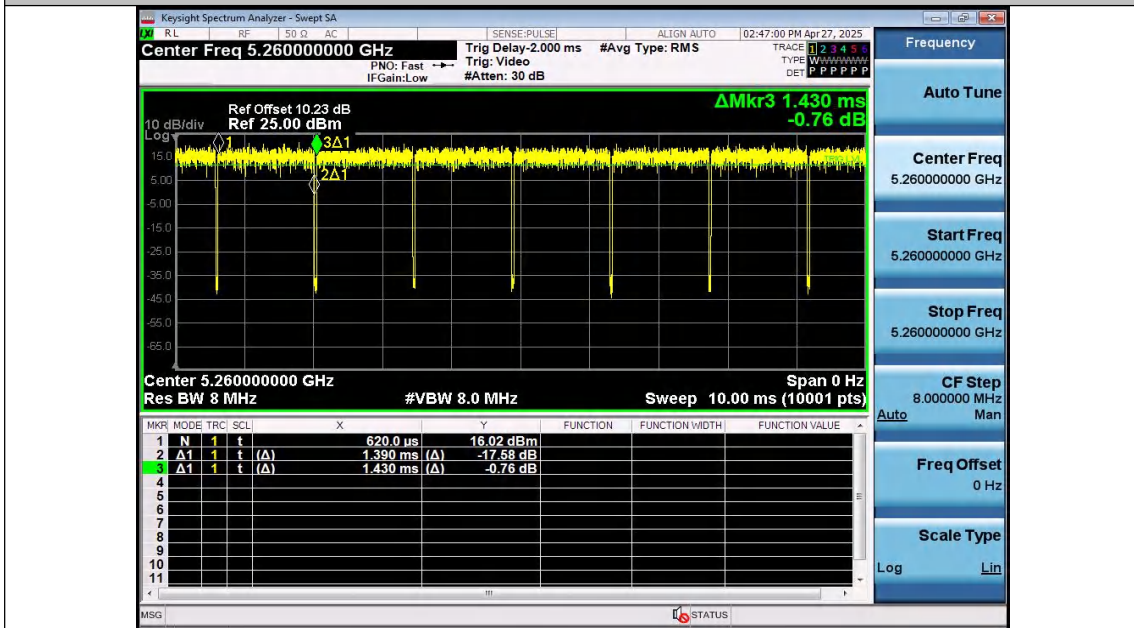 Keysight Spectrum Analyzer - Swept SA
LXI RL RF 50 Ω AC SENSE:PULSE ALIGN AUTO 02:47:00 PM Apr 27, 2025
Center Freq 5.260000000 GHz
PNO: Fast
IFGain:Low
Trig Delay-2.000 ms
Trig: Video
#Atten: 30 dB
#Avg Type: RMS
TRACE 1 2 3 4 5 6
TYPE WWWWWW
DET P P P P P P
ΔMkr3 1.430 ms
-0.76 dB
Ref Offset 10.23 dB
10 dB/div Ref 25.00 dBm
Log
1
3Δ1
2Δ1
15.0
5.00
-5.00
-15.0
-25.0
-35.0
-45.0
-55.0
-65.0
Center 5.260000000 GHz Span 0 Hz
Res BW 8 MHz #VBW 8.0 MHz Sweep 10.00 ms (10001 pts)
MKR MODE TRC SCL X Y FUNCTION FUNCTION WIDTH FUNCTION VALUE
1 N 1 t 620.0 µs 16.02 dBm
2 Δ1 1 t (Δ) 1.390 ms (Δ) -17.58 dB
3 Δ1 1 t (Δ) 1.430 ms (Δ) -0.76 dB
4
5
6
7
8
9
10
11
MSG STATUS
Frequency
Auto Tune
Center Freq
5.260000000 GHz
Start Freq
5.260000000 GHz
Stop Freq
5.260000000 GHz
CF Step
8.000000 MHz
Auto Man
Freq Offset
0 Hz
Scale Type
Log Lin